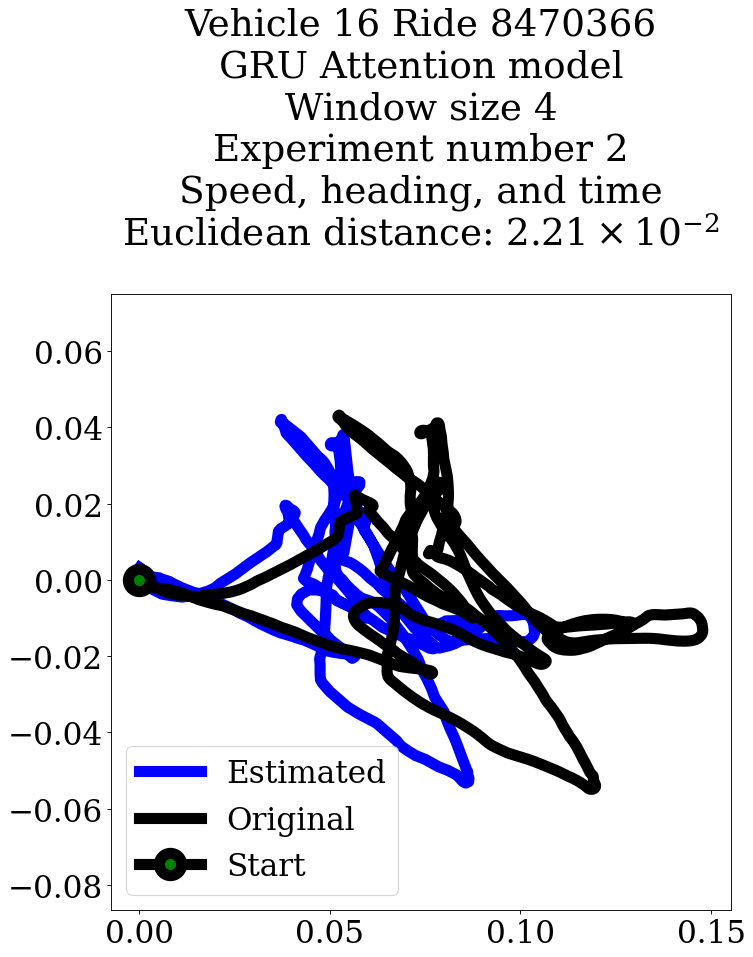 Vehicle 16 Ride 8470366
GRU Attention model
Window size 4
Experiment number 2
Speed, heading, and time
Euclidean distance: 2.21 × 10⁻²
0.06
0.04
0.02
0.00
−0.02
−0.04
−0.06
−0.08
Estimated
Original
Start
0.00 0.05 0.10 0.15